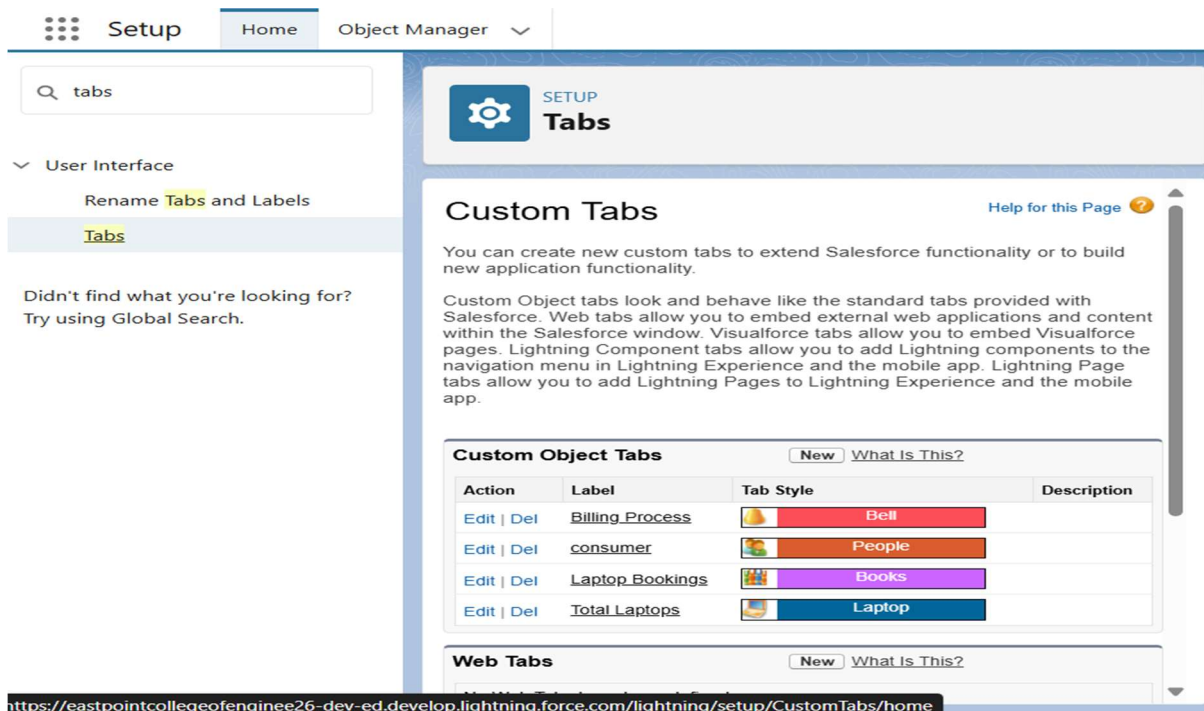 Setup
Home
Object Manager
tabs
User Interface
Rename Tabs and Labels
Tabs
Didn't find what you're looking for?
Try using Global Search.
SETUP
Tabs
Custom Tabs
Help for this Page
You can create new custom tabs to extend Salesforce functionality or to build
new application functionality.
Custom Object tabs look and behave like the standard tabs provided with
Salesforce. Web tabs allow you to embed external web applications and content
within the Salesforce window. Visualforce tabs allow you to embed Visualforce
pages. Lightning Component tabs allow you to add Lightning components to the
navigation menu in Lightning Experience and the mobile app. Lightning Page
tabs allow you to add Lightning Pages to Lightning Experience and the mobile
app.
Custom Object Tabs New What Is This?
Action Label Tab Style Description
Edit | Del Billing Process Bell
Edit | Del consumer People
Edit | Del Laptop Bookings Books
Edit | Del Total Laptops Laptop
Web Tabs New What Is This?
https://eastpointcollegeofenginee26-dev-ed.develop.lightning.force.com/lightning/setup/CustomTabs/home